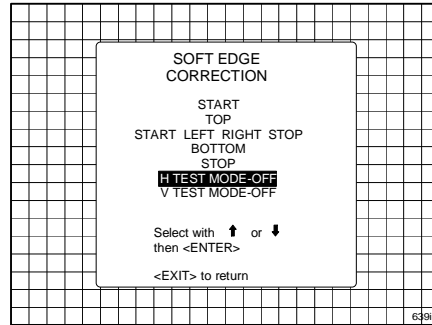 SOFT EDGE
CORRECTION
START
TOP
START LEFT RIGHT STOP
BOTTOM
STOP
H TEST MODE-OFF
V TEST MODE-OFF
Select with ⬆ or ⬇
then <ENTER>
<EXIT> to return
639i